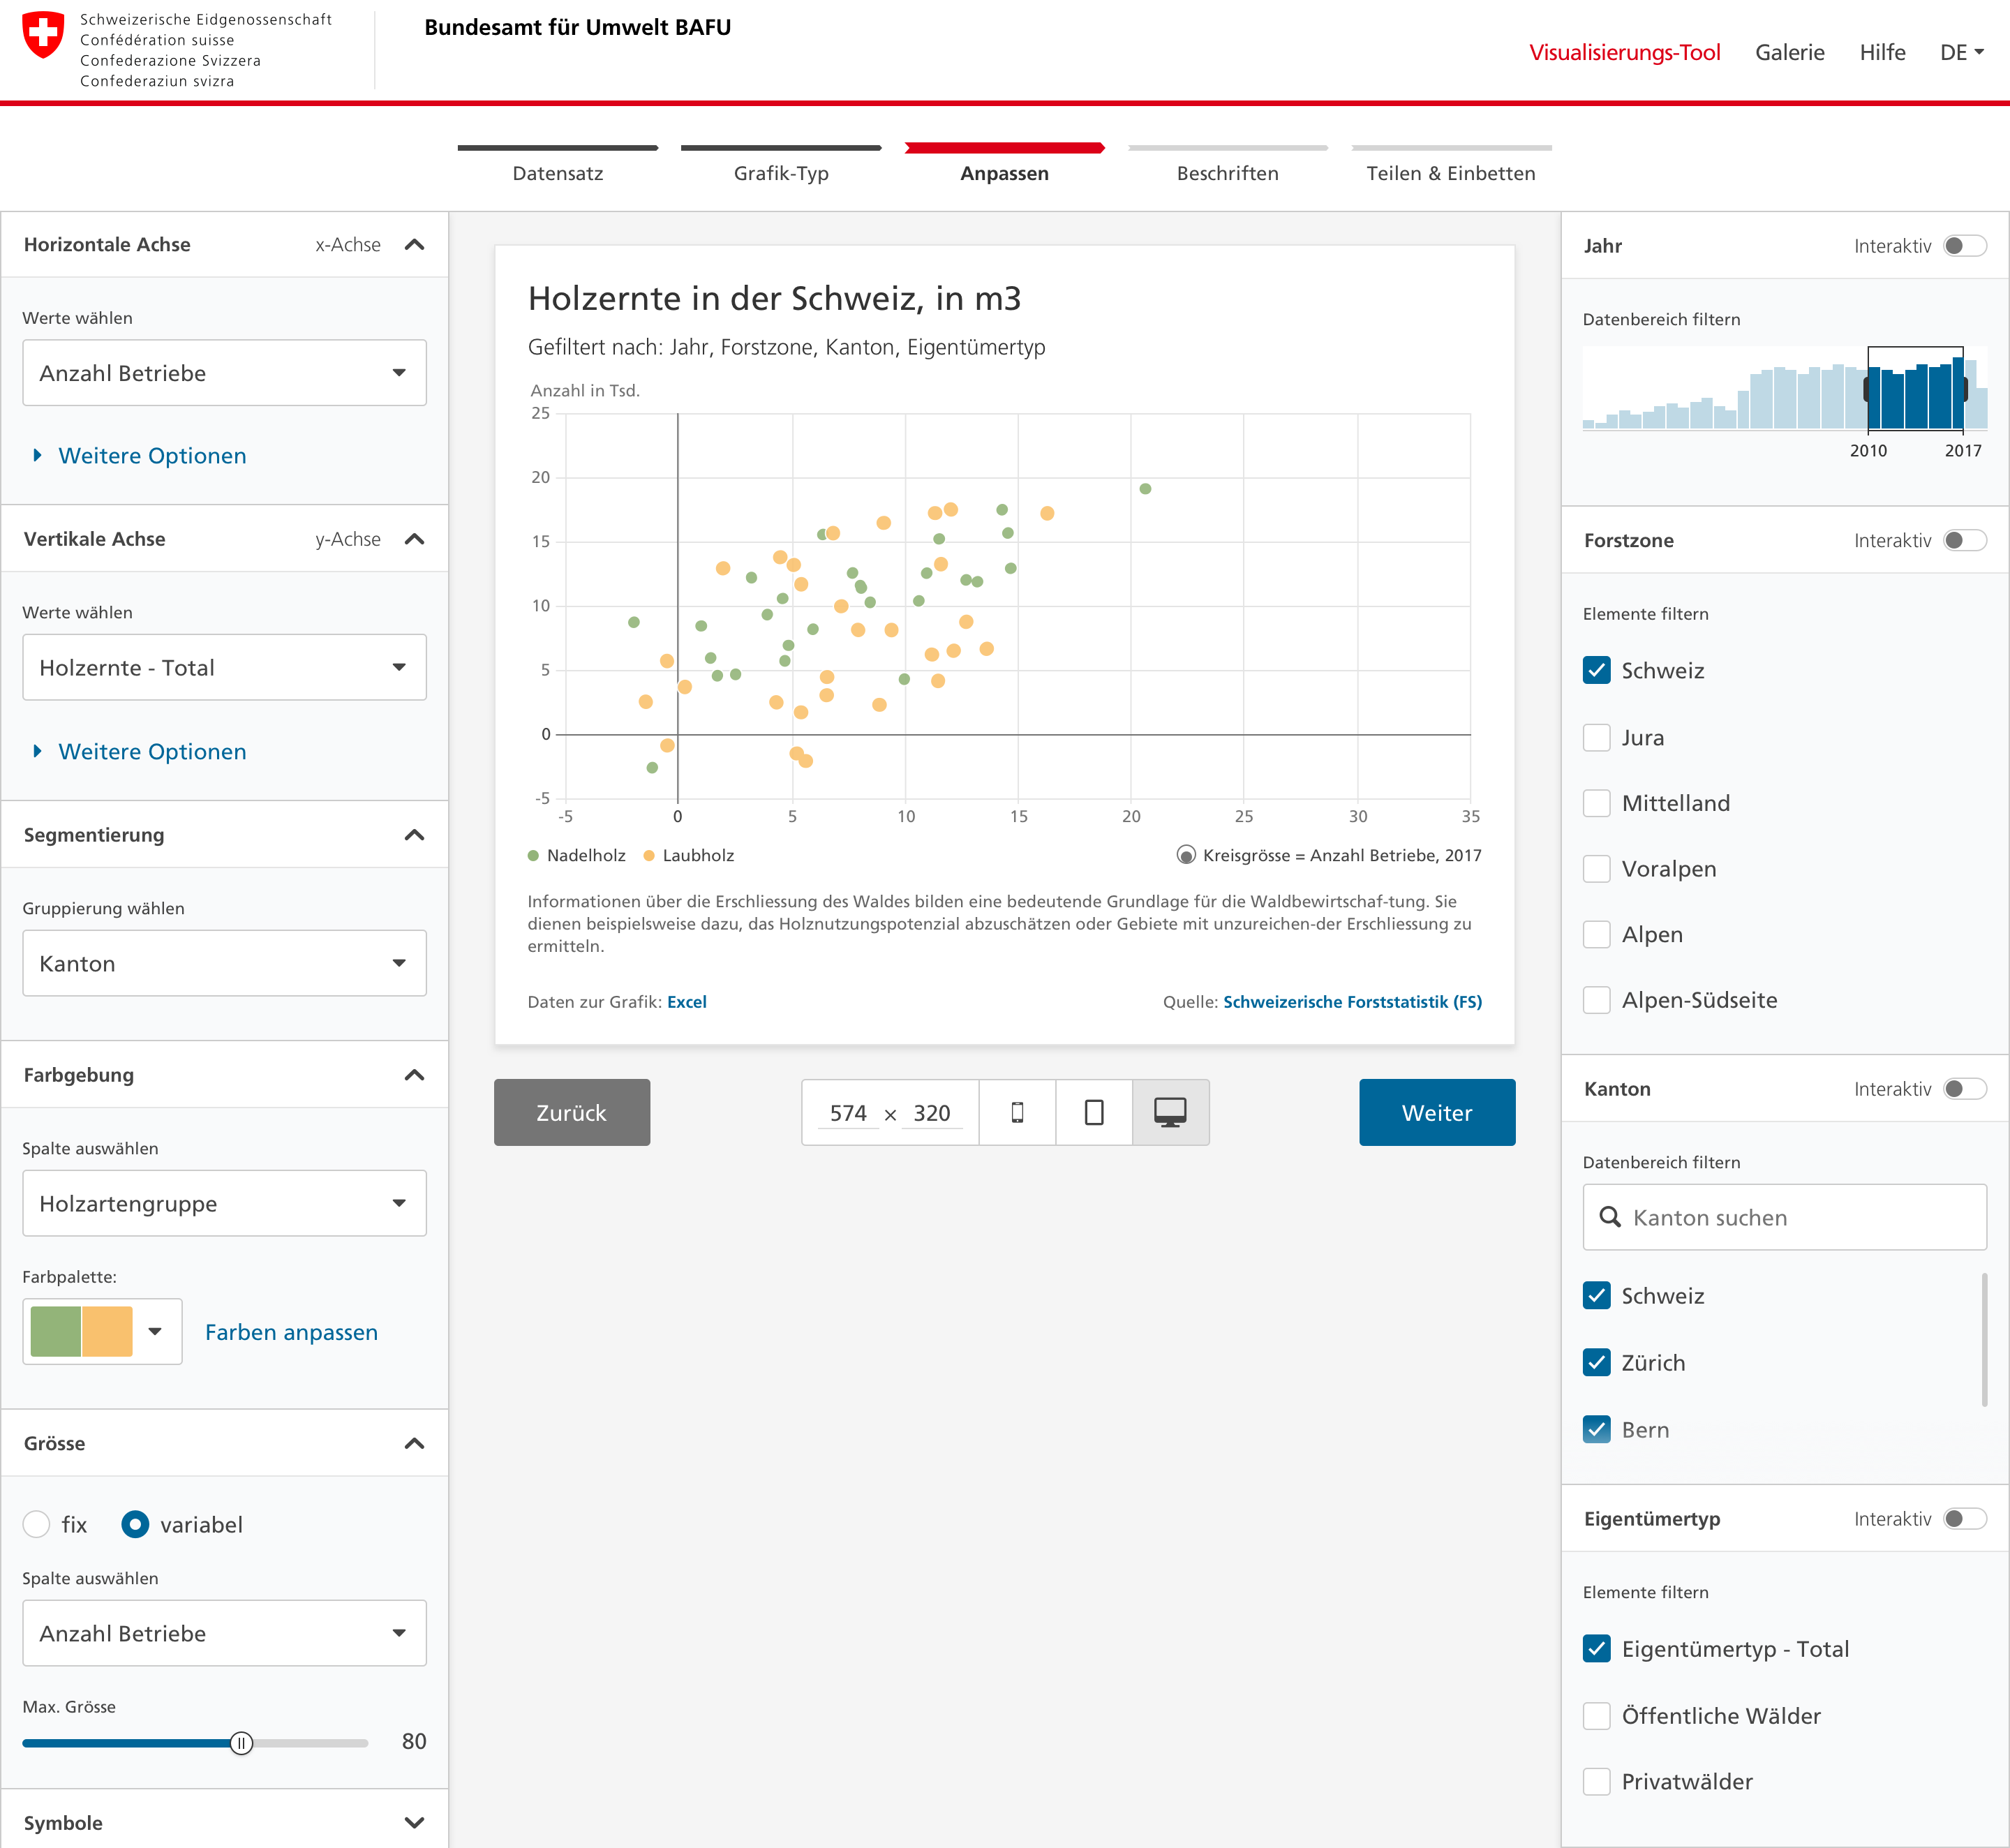 Schweizerische Eidgenossenschaft
Confédération suisse
Confederazione Svizzera
Confederaziun svizra
Bundesamt für Umwelt BAFU
Visualisierungs-Tool
Galerie
Hilfe
DE
Datensatz
Grafik-Typ
Anpassen
Beschriften
Teilen & Einbetten
Horizontale Achse
x-Achse
Werte wählen
Anzahl Betriebe
Weitere Optionen
Vertikale Achse
y-Achse
Werte wählen
Holzernte - Total
Weitere Optionen
Segmentierung
Gruppierung wählen
Kanton
Farbgebung
Spalte auswählen
Holzartengruppe
Farbpalette:
Farben anpassen
Grösse
fix
variabel
Spalte auswählen
Anzahl Betriebe
Max. Grösse
80
Symbole
Holzernte in der Schweiz, in m3
Gefiltert nach: Jahr, Forstzone, Kanton, Eigentümertyp
Anzahl in Tsd.
25
20
15
10
5
0
-5
-5 0 5 10 15 20 25 30 35
Nadelholz
Laubholz
Kreisgrösse = Anzahl Betriebe, 2017
Informationen über die Erschliessung des Waldes bilden eine bedeutende Grundlage für die Waldbewirtschaf-tung. Sie
dienen beispielsweise dazu, das Holznutzungspotenzial abzuschätzen oder Gebiete mit unzureichen-der Erschliessung zu
ermitteln.
Daten zur Grafik: Excel
Quelle: Schweizerische Forststatistik (FS)
Zurück
574 × 320
Weiter
Jahr
Interaktiv
Datenbereich filtern
2010
2017
Forstzone
Interaktiv
Elemente filtern
Schweiz
Jura
Mittelland
Voralpen
Alpen
Alpen-Südseite
Kanton
Interaktiv
Datenbereich filtern
Kanton suchen
Schweiz
Zürich
Bern
Eigentümertyp
Interaktiv
Elemente filtern
Eigentümertyp - Total
Öffentliche Wälder
Privatwälder